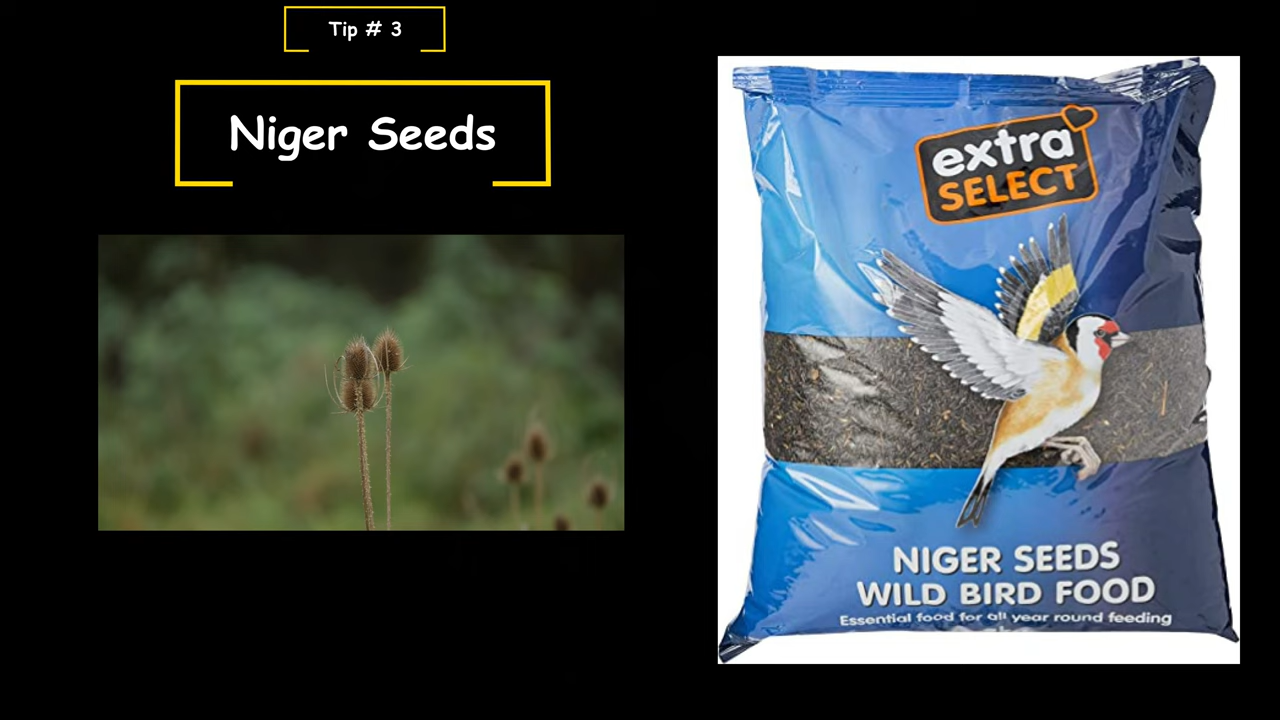 Tip # 3
Niger Seeds
extra
SELECT
NIGER SEEDS
WILD BIRD FOOD
Essential food for all year round feeding